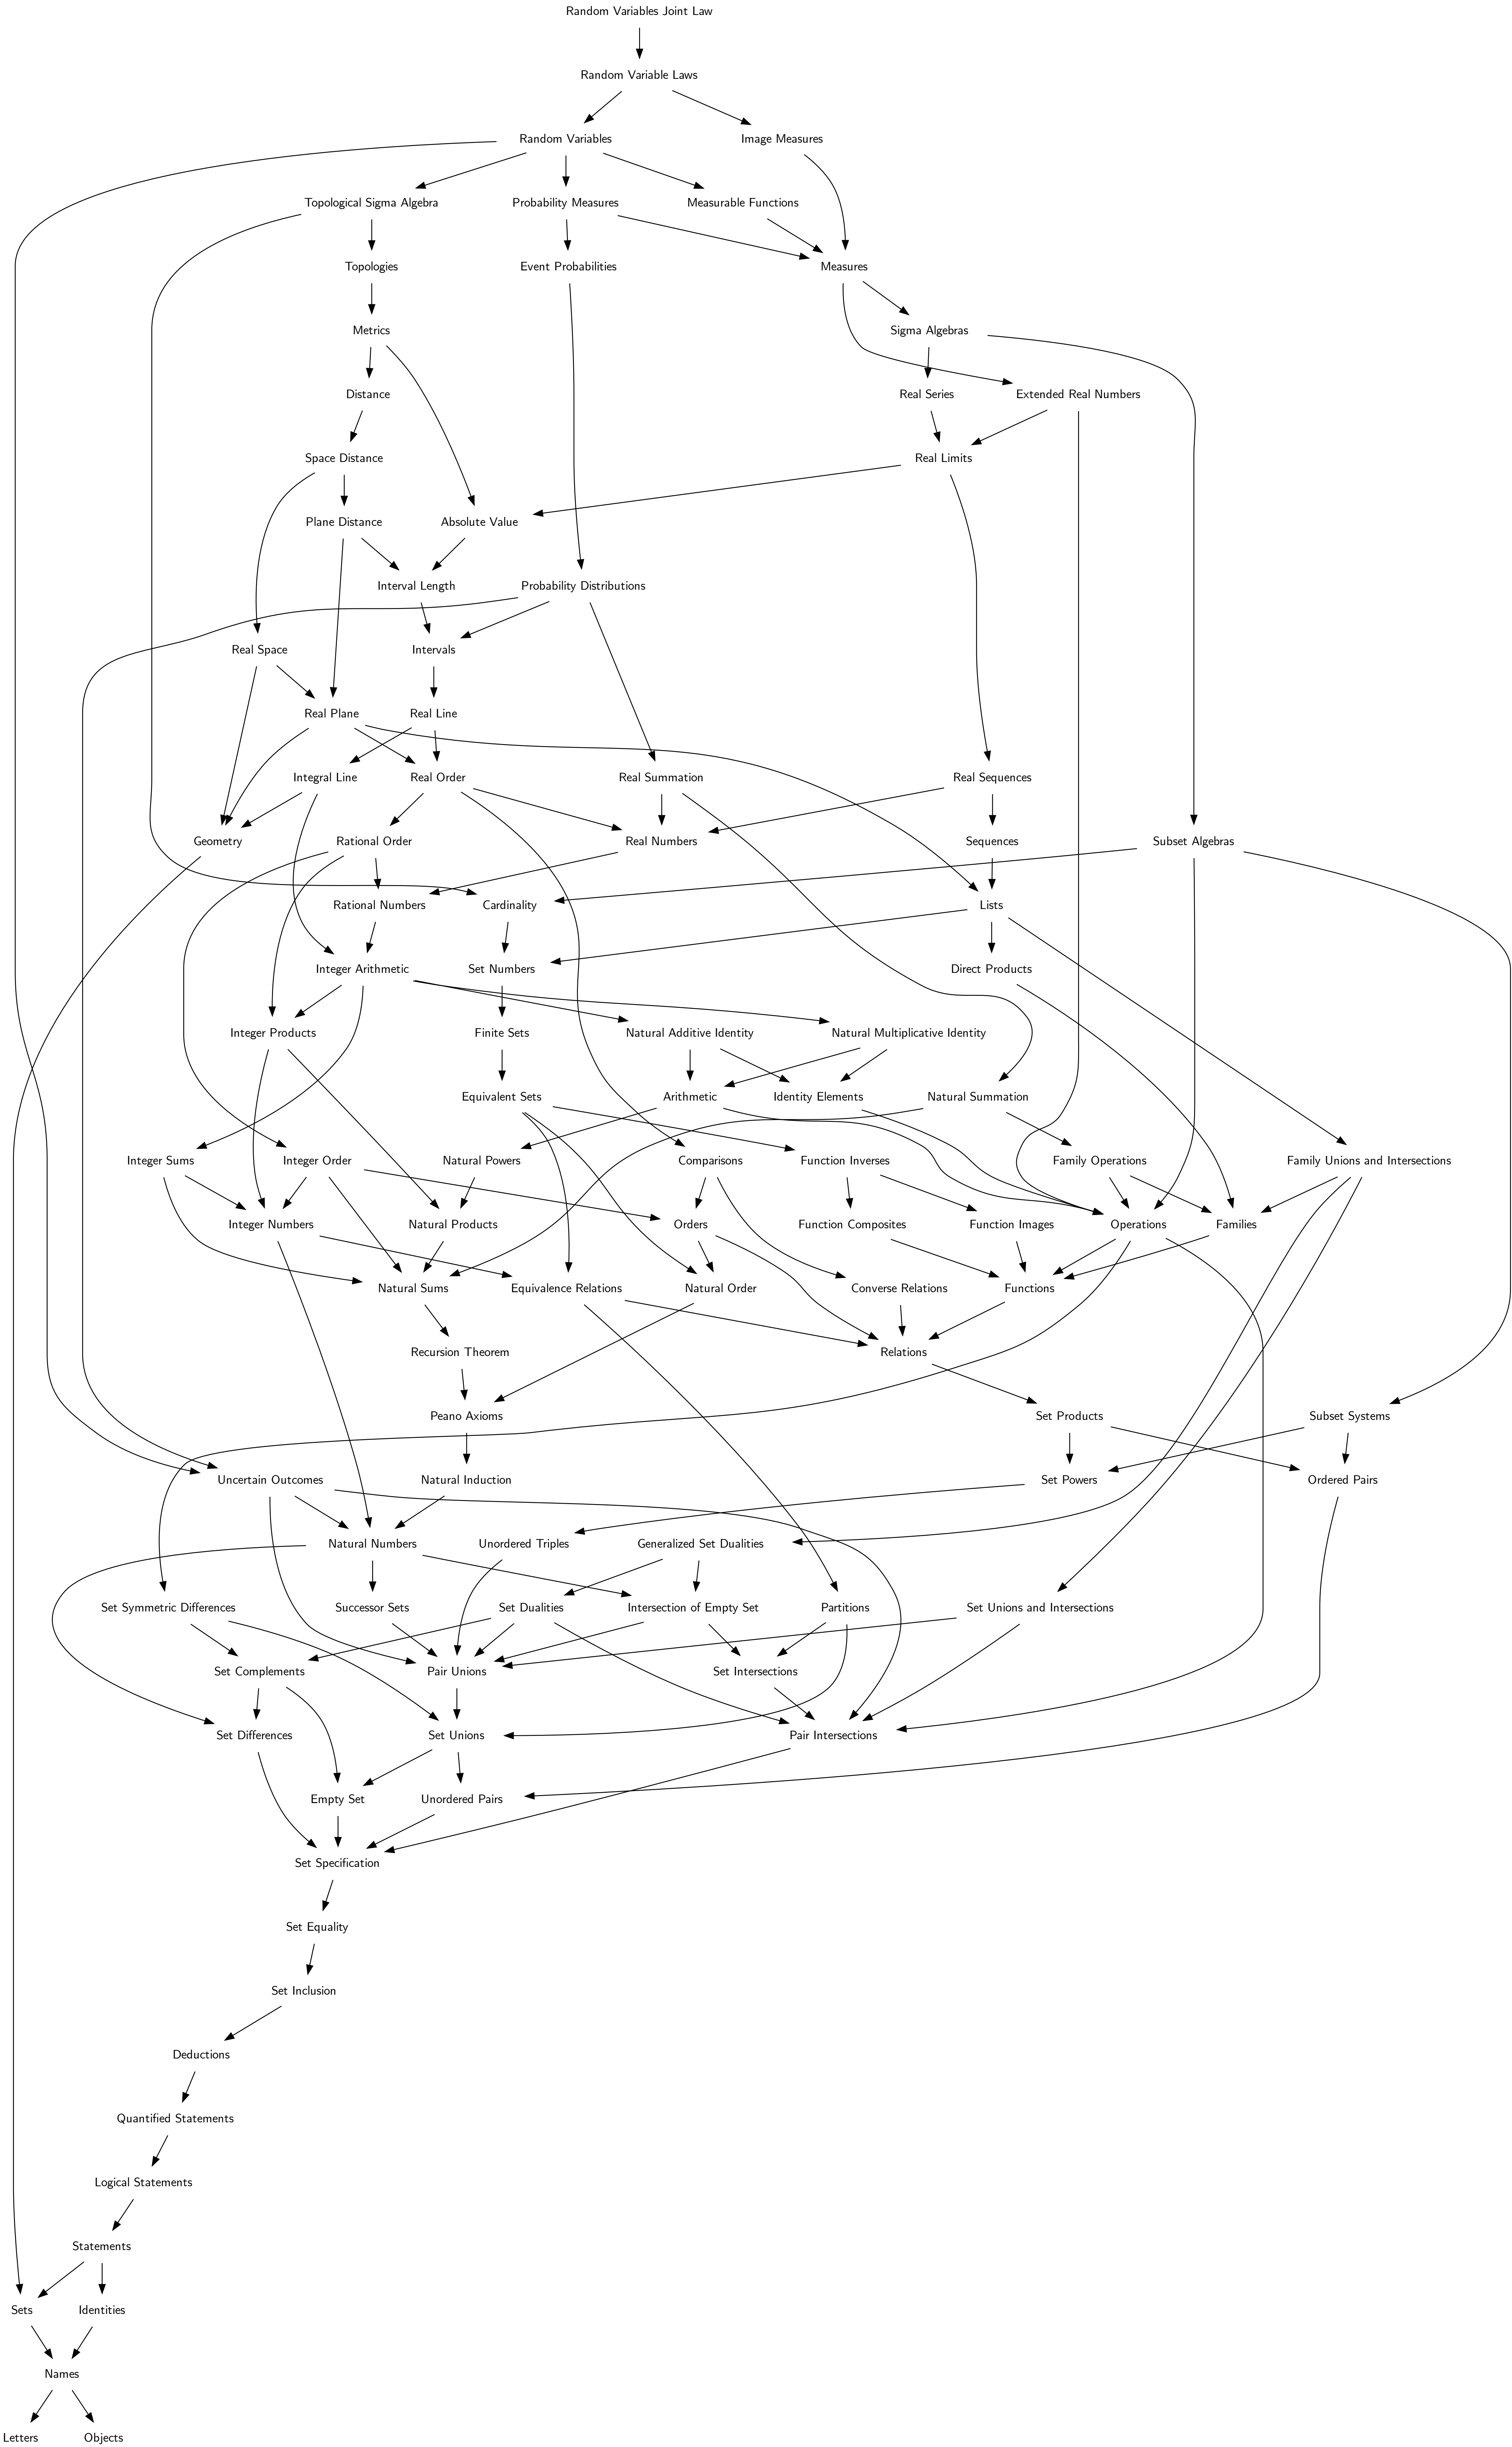 Random Variables Joint Law
Random Variable Laws
Random Variables
Image Measures
Topological Sigma Algebra
Probability Measures
Measurable Functions
Topologies
Event Probabilities
Measures
Metrics
Sigma Algebras
Distance
Real Series
Extended Real Numbers
Space Distance
Real Limits
Plane Distance
Absolute Value
Interval Length
Probability Distributions
Real Space
Intervals
Real Plane
Real Line
Integral Line
Real Order
Real Summation
Real Sequences
Geometry
Rational Order
Real Numbers
Sequences
Subset Algebras
Rational Numbers
Cardinality
Lists
Integer Arithmetic
Set Numbers
Direct Products
Integer Products
Finite Sets
Natural Additive Identity
Natural Multiplicative Identity
Equivalent Sets
Arithmetic
Identity Elements
Natural Summation
Integer Sums
Integer Order
Natural Powers
Comparisons
Function Inverses
Family Operations
Family Unions and Intersections
Integer Numbers
Natural Products
Orders
Function Composites
Function Images
Operations
Families
Natural Sums
Equivalence Relations
Natural Order
Converse Relations
Functions
Recursion Theorem
Relations
Peano Axioms
Set Products
Subset Systems
Uncertain Outcomes
Natural Induction
Set Powers
Ordered Pairs
Natural Numbers
Unordered Triples
Generalized Set Dualities
Set Symmetric Differences
Successor Sets
Set Dualities
Intersection of Empty Set
Partitions
Set Unions and Intersections
Set Complements
Pair Unions
Set Intersections
Set Differences
Set Unions
Pair Intersections
Empty Set
Unordered Pairs
Set Specification
Set Equality
Set Inclusion
Deductions
Quantified Statements
Logical Statements
Statements
Sets
Identities
Names
Letters
Objects